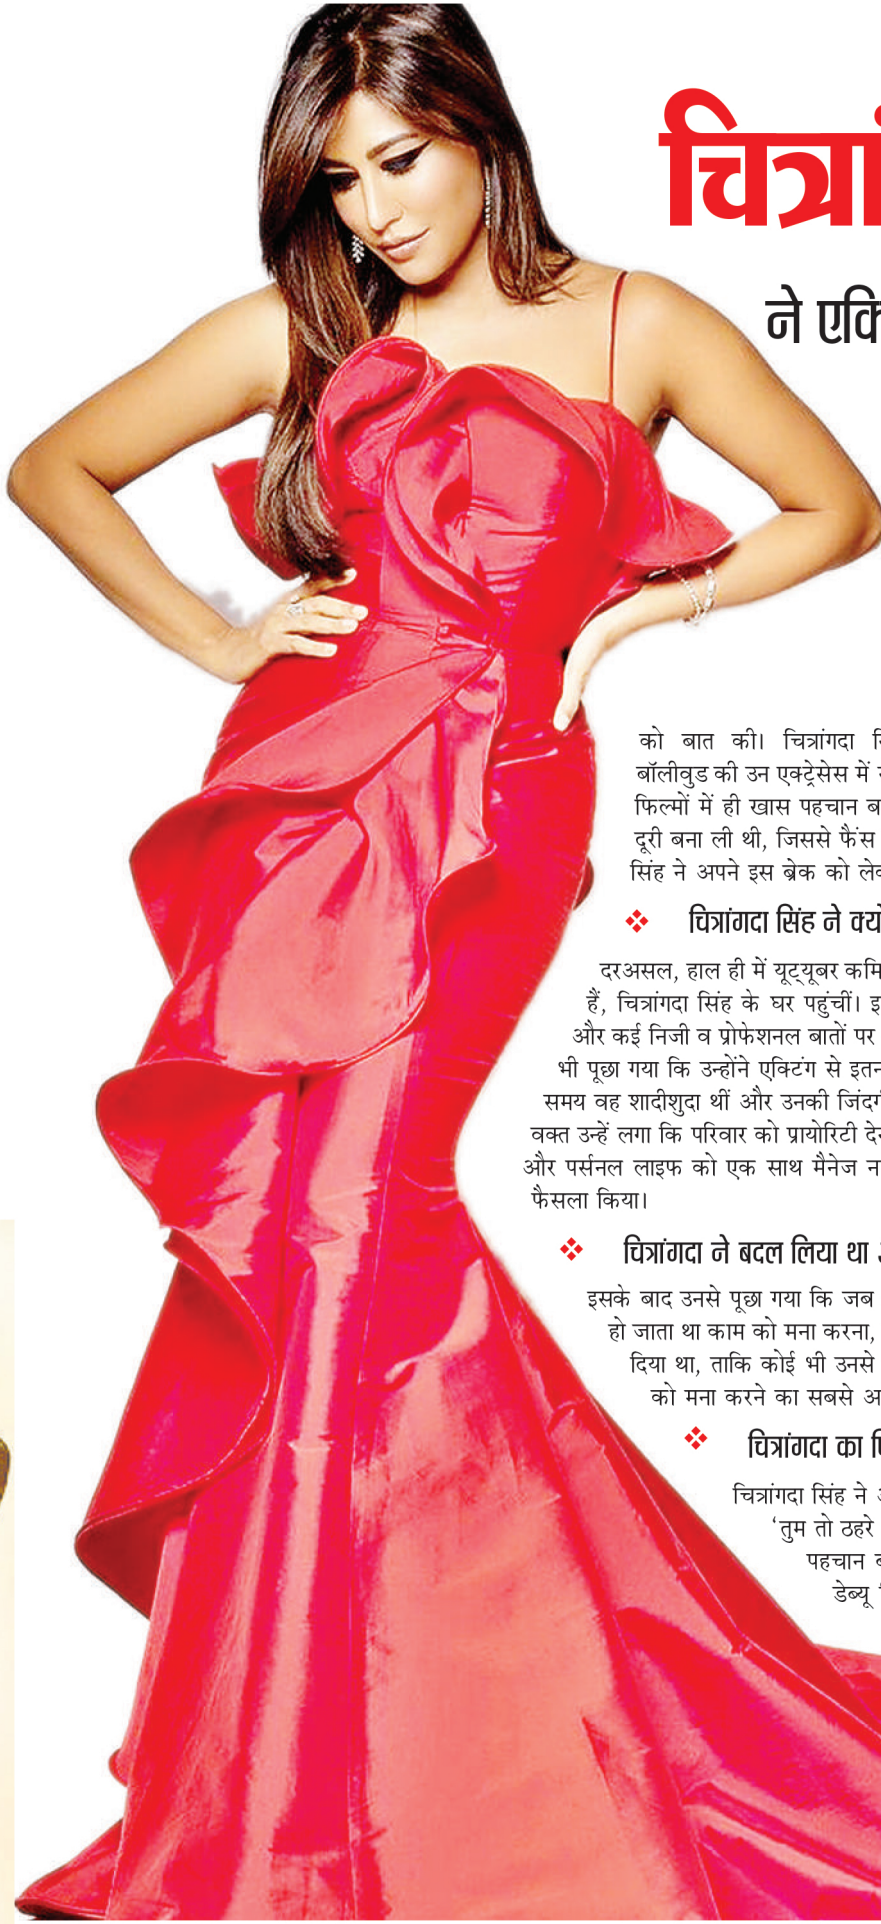 चित्रां
ने एक्टि
को बात की। चित्रांगदा
बॉलीवुड की उन एक्ट्रेसेस में
फिल्मों में ही खास पहचान ब
दूरी बना ली थी, जिससे फैंस
सिंह ने अपने इस ब्रेक को ले
चित्रांगदा सिंह ने क्यों
दरअसल, हाल ही में यूट्यूबर कमि
हैं, चित्रांगदा सिंह के घर पहुंचीं। इ
और कई निजी व प्रोफेशनल बातों पर
भी पूछा गया कि उन्होंने एक्टिंग से इतन
समय वह शादीशुदा थीं और उनकी जिंदग
वक्त उन्हें लगा कि परिवार को प्रायोरिटी दे
और पर्सनल लाइफ को एक साथ मैनेज न
फैसला किया।
चित्रांगदा ने बदल लिया था
इसके बाद उनसे पूछा गया कि जब
हो जाता था काम को मना करना,
दिया था, ताकि कोई भी उनसे
को मना करने का सबसे अ
चित्रांगदा का
चित्रांगदा सिंह ने
‘तुम तो ठहरे
पहचान ब
डेब्यू